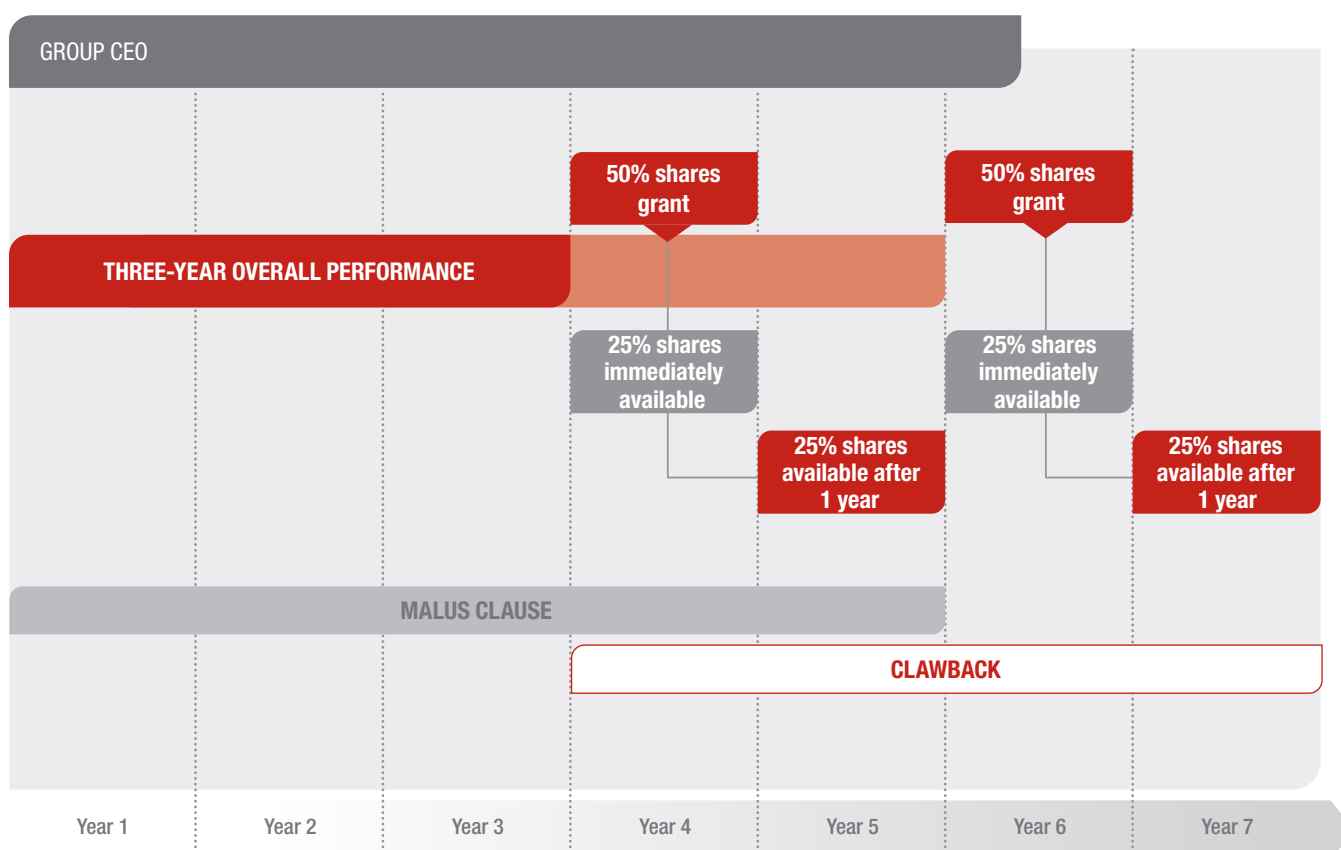 GROUP CEO
50% shares
grant
50% shares
grant
THREE-YEAR OVERALL PERFORMANCE
25% shares
immediately
available
25% shares
immediately
available
25% shares
available after
1 year
25% shares
available after
1 year
MALUS CLAUSE
CLAWBACK
Year 1
Year 2
Year 3
Year 4
Year 5
Year 6
Year 7